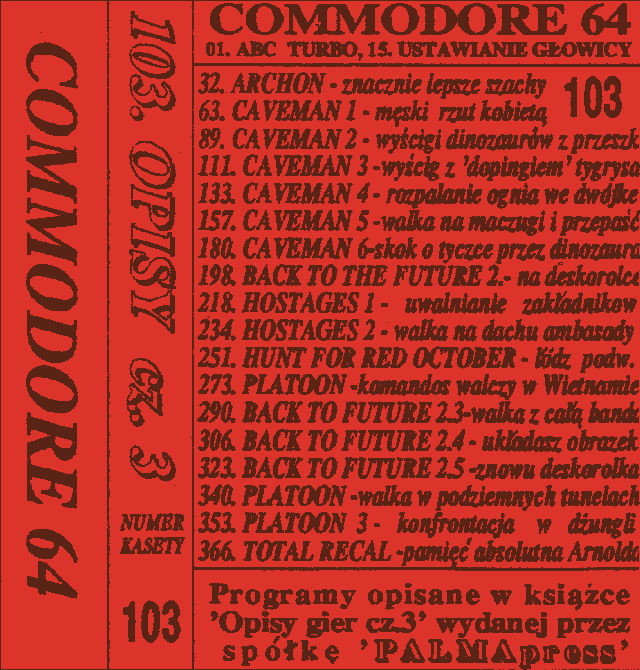 COMMODORE 64
103. OPISY cz. 3
NUMER
KASETY
103
COMMODORE 64
01. ABC TURBO, 15. USTAWIANIE GŁOWICY
103
32. ARCHON - znacznie lepsze szachy
63. CAVEMAN 1 - męski rzut kobietą
89. CAVEMAN 2 - wyścigi dinozaurów z przeszk
111. CAVEMAN 3 -wyścig z 'dopingiem' tygrysa
133. CAVEMAN 4 - rozpalanie ognia we dwójkę
157. CAVEMAN 5 -walka na maczugi i przepaść
180. CAVEMAN 6-skok o tyczce przez dinozaura
198. BACK TO THE FUTURE 2.- na deskorolce
218. HOSTAGES 1 - uwalnianie zakładnikow
234. HOSTAGES 2 - walka na dachu ambasady
251. HUNT FOR RED OCTOBER - łódź podw.
273. PLATOON -komandos walczy w Wietnamie
290. BACK TO FUTURE 2.3-walka z całą bandą
306. BACK TO FUTURE 2.4 - układasz obrazek
323. BACK TO FUTURE 2.5 -znowu deskorolka
340. PLATOON -walka w podziemnych tunelach
353. PLATOON 3 - konfrontacja w dżungli
366. TOTAL RECAL -pamięć absolutna Arnolda
Programy opisane w książce
'Opisy gier cz.3' wydanej przez
spółkę 'PALMApress'